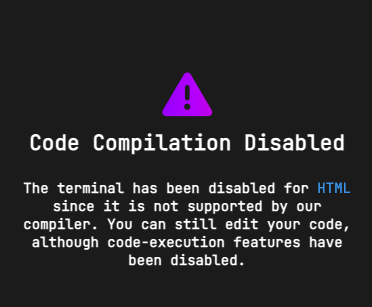 Code Compilation Disabled
The terminal has been disabled for HTML
since it is not supported by our
compiler. You can still edit your code,
although code-execution features have
been disabled.